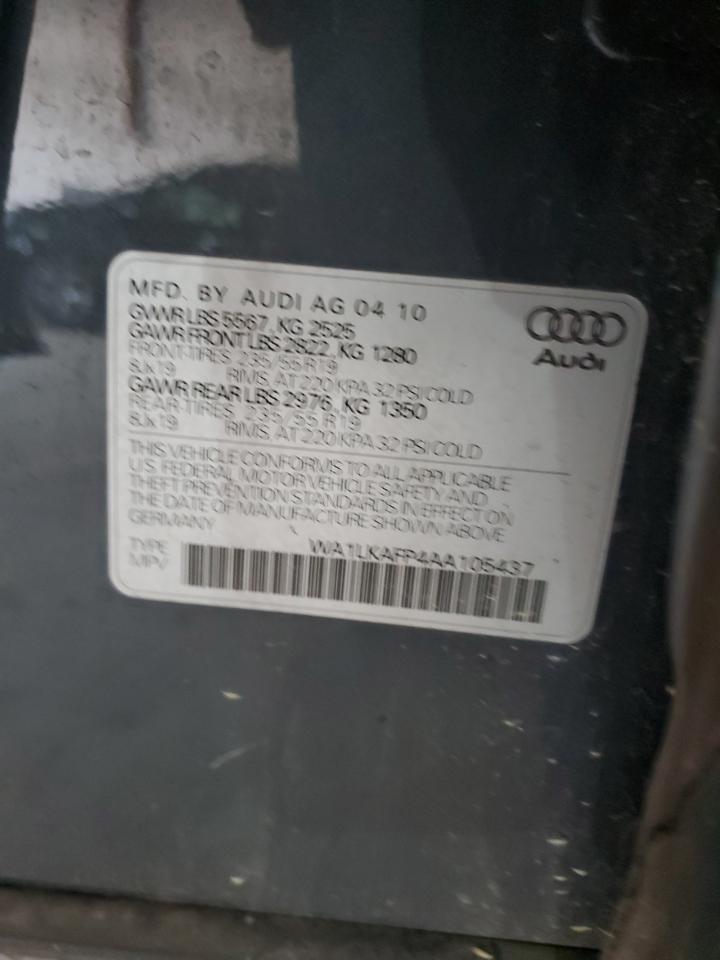 MFD. BY AUDI AG 04 10
GVWR LBS 5567, KG 2525
GAWR FRONT LBS 2822, KG 1280
FRONT-TIRES 235/55 R19
8Jx19 RIMS, AT 220 KPA 32 PSI COLD
GAWR REAR LBS 2976, KG 1350
REAR-TIRES 235/55 R19
8Jx19 RIMS, AT 220 KPA 32 PSI COLD
Audi
THIS VEHICLE CONFORMS TO ALL APPLICABLE
U.S. FEDERAL MOTOR VEHICLE SAFETY AND
THEFT PREVENTION STANDARDS IN EFFECT ON
THE DATE OF MANUFACTURE SHOWN ABOVE
GERMANY
WA1LKAFP4AA105437
TYPE
MPV